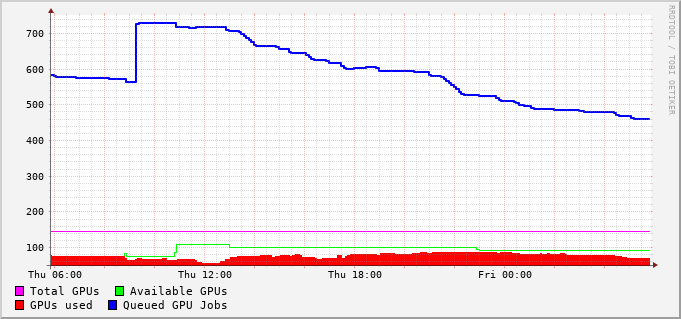 RRDTOOL / TOBI OETIKER
700
600
500
400
300
200
100
Thu 06:00 Thu 12:00 Thu 18:00 Fri 00:00
Total GPUs Available GPUs
GPUs used Queued GPU Jobs